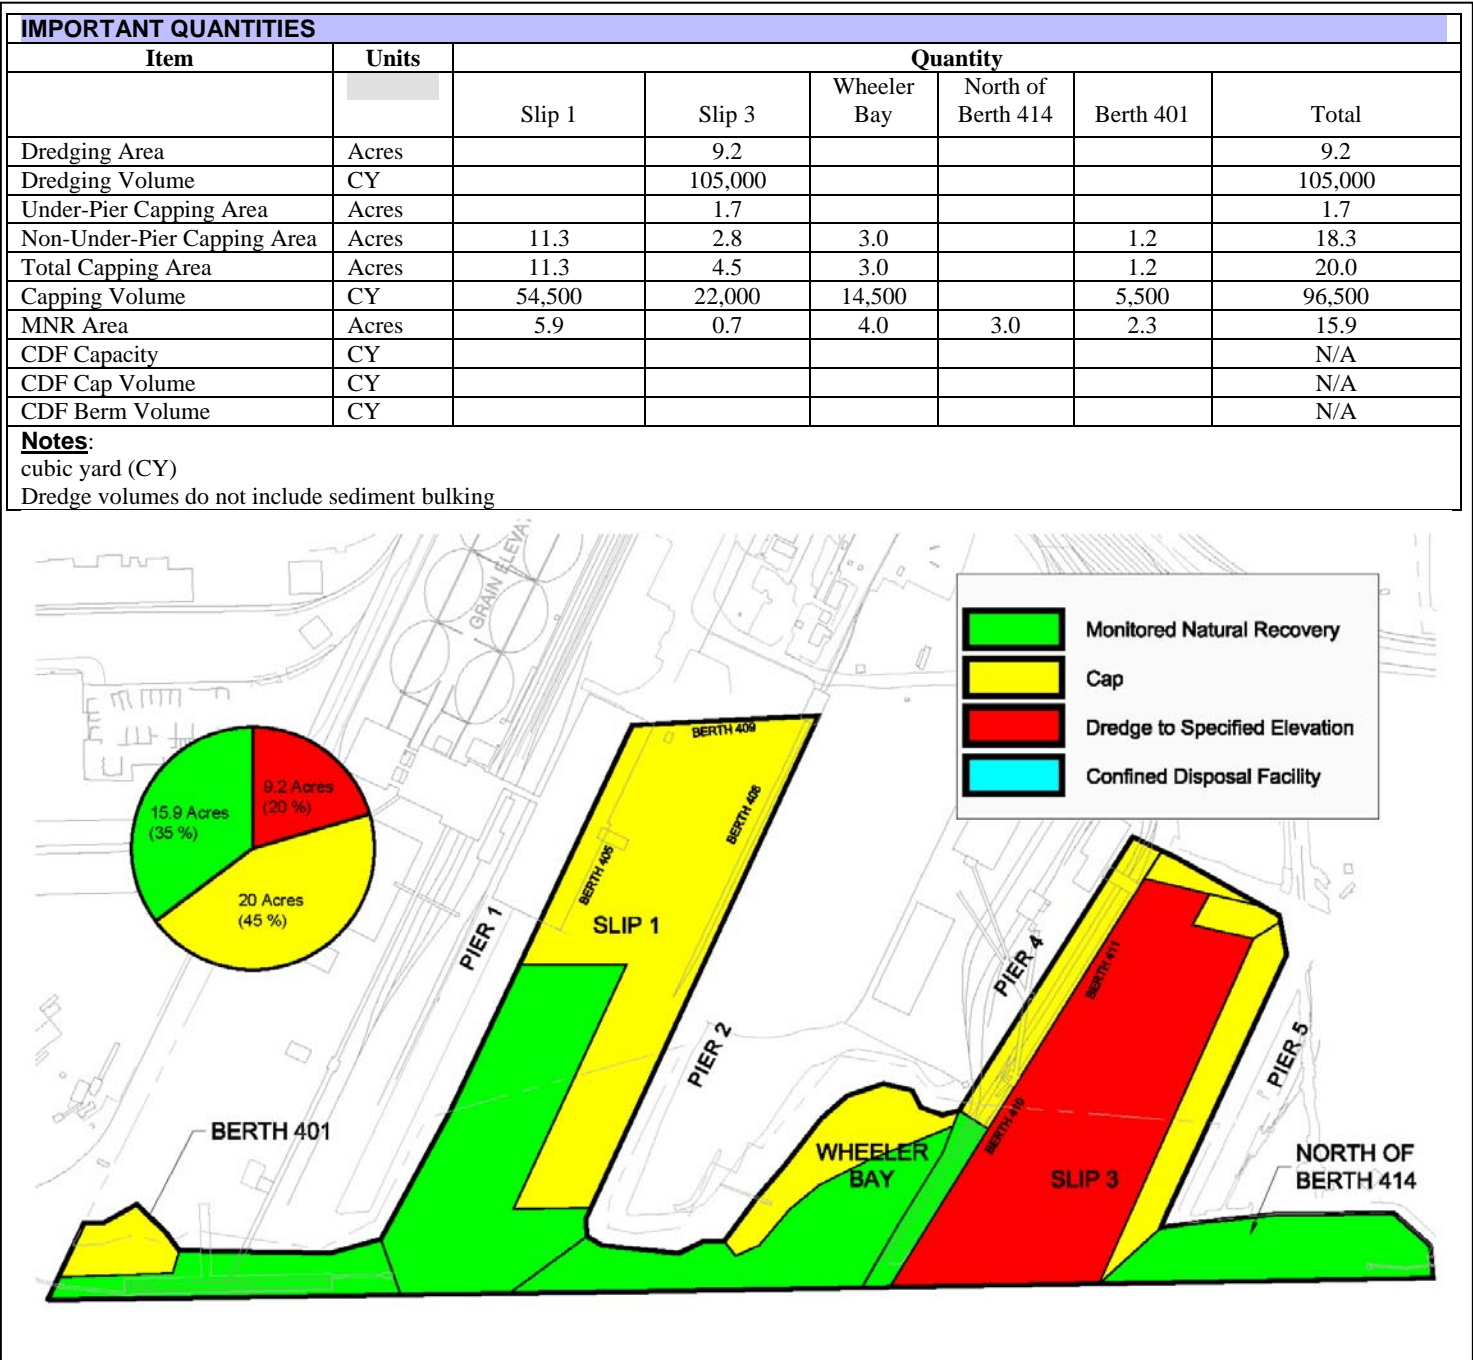 IMPORTANT QUANTITIES
Item Units Quantity
Slip 1 Slip 3 Wheeler Bay North of Berth 414 Berth 401 Total
Dredging Area Acres 9.2 9.2
Dredging Volume CY 105,000 105,000
Under-Pier Capping Area Acres 1.7 1.7
Non-Under-Pier Capping Area Acres 11.3 2.8 3.0 1.2 18.3
Total Capping Area Acres 11.3 4.5 3.0 1.2 20.0
Capping Volume CY 54,500 22,000 14,500 5,500 96,500
MNR Area Acres 5.9 0.7 4.0 3.0 2.3 15.9
CDF Capacity CY N/A
CDF Cap Volume CY N/A
CDF Berm Volume CY N/A
Notes:
cubic yard (CY)
Dredge volumes do not include sediment bulking
GRAIN ELEVA
Monitored Natural Recovery
Cap
Dredge to Specified Elevation
Confined Disposal Facility
9.2 Acres
(20 %)
15.9 Acres
(35 %)
20 Acres
(45 %)
BERTH 409
BERTH 408
BERTH 405
SLIP 1
PIER 1
PIER 2
PIER 4
BERTH 411
PIER 5
BERTH 410
BERTH 401
WHEELER
BAY
SLIP 3
NORTH OF
BERTH 414